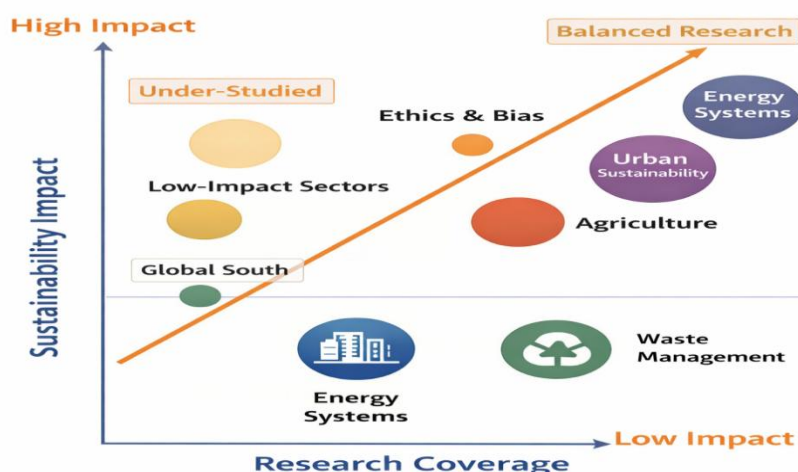 High Impact
Balanced Research
Under-Studied
Energy
Systems
Ethics & Bias
Urban
Sustainability
Low-Impact Sectors
Agriculture
Global South
Sustainability Impact
Waste
Management
Energy
Systems
Low Impact
Research Coverage